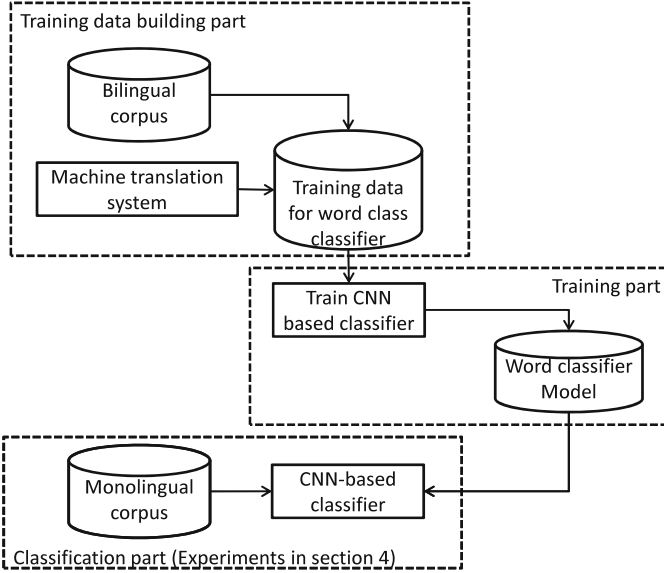 Training data building part
Bilingual
corpus
Machine translation
system
Training data
for word class
classifier
Training part
Train CNN
based classifier
Word classifier
Model
Monolingual
corpus
CNN-based
classifier
Classification part (Experiments in section 4)